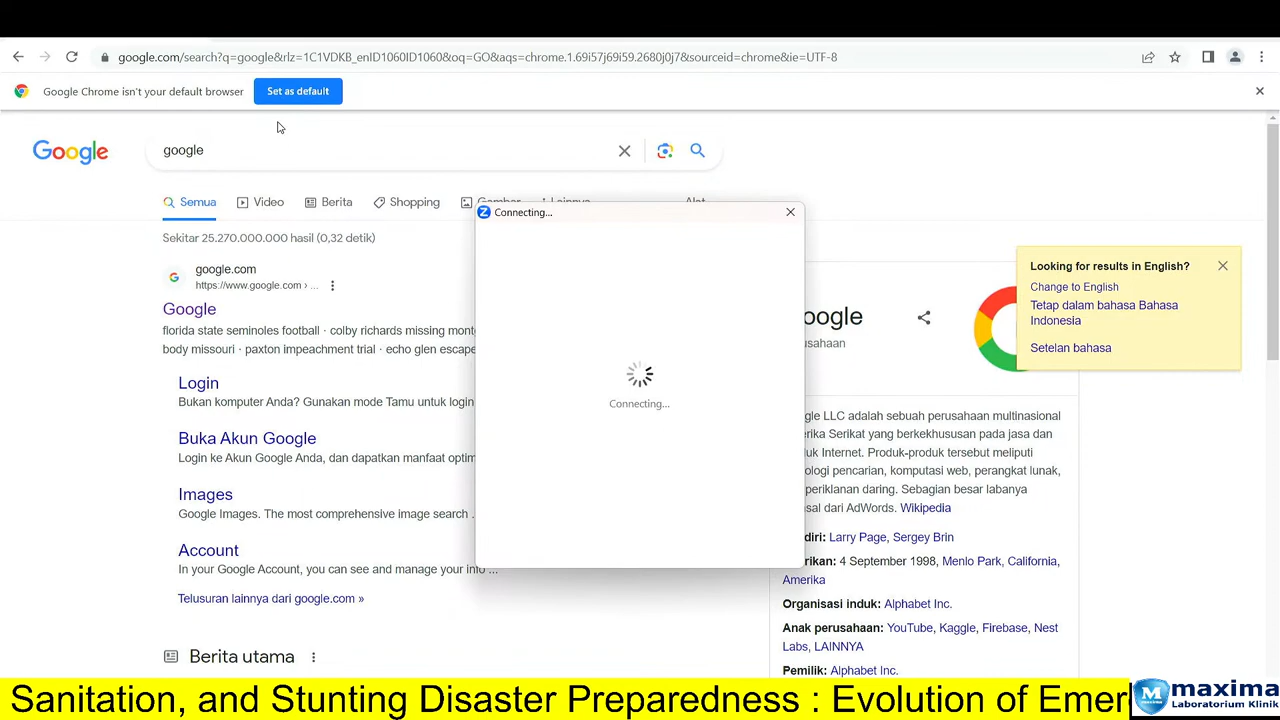 google.com/search?q=google&rlz=1C1VDKB_enID1060ID1060&oq=GO&aqs=chrome.1.69i57j69i59.2680j0j7&sourceid=chrome&ie=UTF-8
Google Chrome isn't your default browser
Set as default
Google
google
Semua
Video
Berita
Shopping
Gambar
Lainnya
Alat
Sekitar 25.270.000.000 hasil (0,32 detik)
google.com
https://www.google.com › ...
Google
florida state seminoles football · colby richards missing
body missouri · paxton impeachment trial · echo glen escape
Login
Bukan komputer Anda? Gunakan mode Tamu untuk login
Buka Akun Google
Login ke Akun Google Anda, dan dapatkan manfaat
Images
Google Images. The most comprehensive image search
Account
In your Google Account, you can see and manage your info ...
Telusuran lainnya dari google.com »
Berita utama
Z Connecting...
Connecting...
oogle
usahaan
Looking for results in English?
Change to English
Tetap dalam bahasa Bahasa
Indonesia
Setelan bahasa
gle LLC adalah sebuah perusahaan multinasional
erika Serikat yang berkekhususan pada jasa dan
uk Internet. Produk-produk tersebut meliputi
ologi pencarian, komputasi web, perangkat lunak,
periklanan daring. Sebagian besar labanya
sal dari AdWords. Wikipedia
diri: Larry Page, Sergey Brin
rikan: 4 September 1998, Menlo Park, California,
Amerika
Organisasi induk: Alphabet Inc.
Anak perusahaan: YouTube, Kaggle, Firebase, Nest
Labs, LAINNYA
Pemilik: Alphabet Inc.
Sanitation, and Stunting Disaster Preparedness : Evolution of Emer
maxima
Laboratorium Klinik